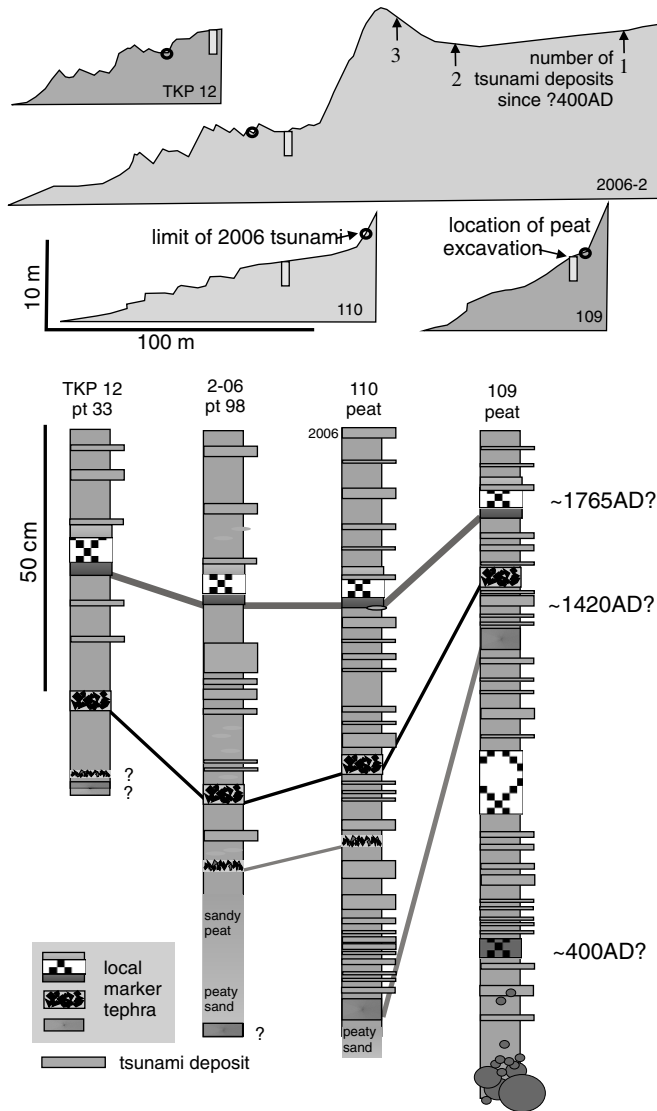 TKP 12
3
2
1
number of
tsunami deposits
since ?400AD
2006-2
limit of 2006 tsunami
location of peat
excavation
10 m
100 m
110
109
TKP 12
pt 33
2-06
pt 98
110
peat
109
peat
2006
50 cm
~1765AD?
~1420AD?
?
?
sandy
peat
peaty
sand
?
peaty
sand
~400AD?
local
marker
tephra
tsunami deposit